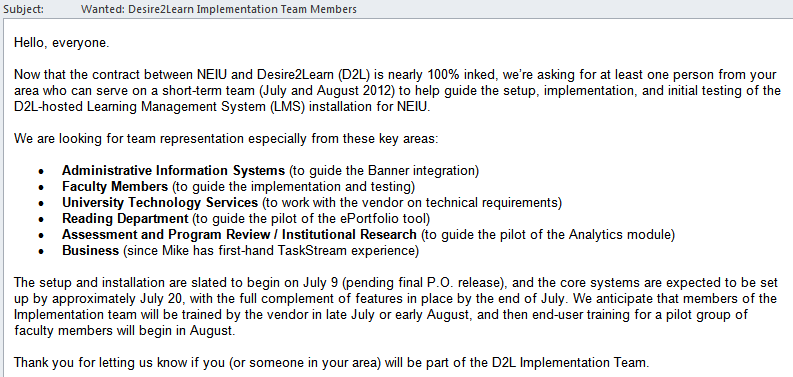 Subject: Wanted: Desire2Learn Implementation Team Members
Hello, everyone.
Now that the contract between NEIU and Desire2Learn (D2L) is nearly 100% inked, we're asking for at least one person from your
area who can serve on a short-term team (July and August 2012) to help guide the setup, implementation, and initial testing of the
D2L-hosted Learning Management System (LMS) installation for NEIU.
We are looking for team representation especially from these key areas:
• Administrative Information Systems (to guide the Banner integration)
• Faculty Members (to guide the implementation and testing)
• University Technology Services (to work with the vendor on technical requirements)
• Reading Department (to guide the pilot of the ePortfolio tool)
• Assessment and Program Review / Institutional Research (to guide the pilot of the Analytics module)
• Business (since Mike has first-hand TaskStream experience)
The setup and installation are slated to begin on July 9 (pending final P.O. release), and the core systems are expected to be set
up by approximately July 20, with the full complement of features in place by the end of July. We anticipate that members of the
Implementation team will be trained by the vendor in late July or early August, and then end-user training for a pilot group of
faculty members will begin in August.
Thank you for letting us know if you (or someone in your area) will be part of the D2L Implementation Team.